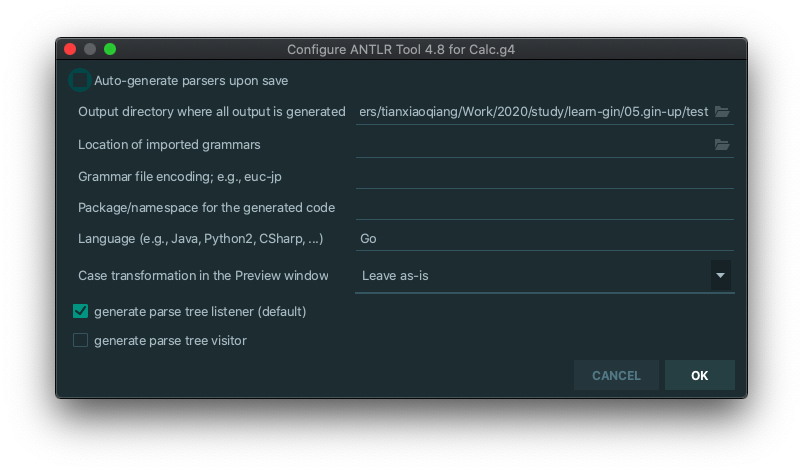 Configure ANTLR Tool 4.8 for Calc.g4
Auto-generate parsers upon save
Output directory where all output is generated ers/tianxiaoqiang/Work/2020/study/learn-gin/05.gin-up/test
Location of imported grammars
Grammar file encoding; e.g., euc-jp
Package/namespace for the generated code
Language (e.g., Java, Python2, CSharp, ...) Go
Case transformation in the Preview window Leave as-is
generate parse tree listener (default)
generate parse tree visitor
CANCEL OK